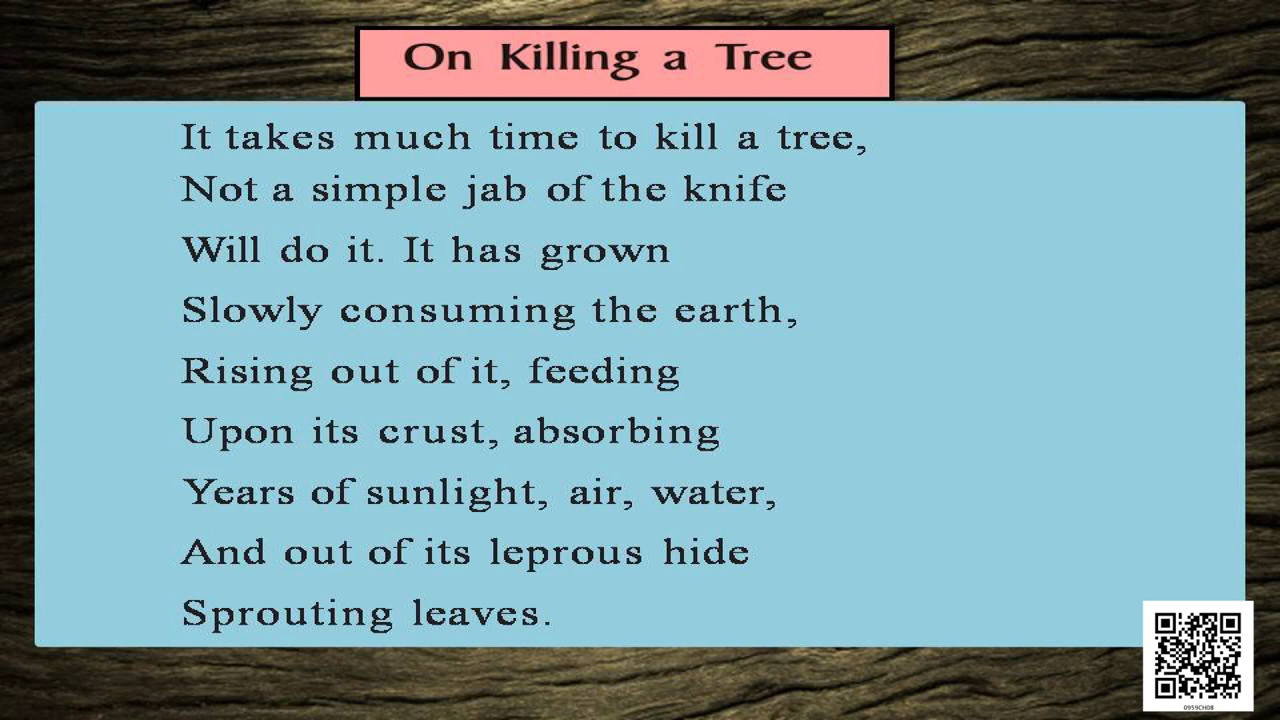 On Killing a Tree
It takes much time to kill a tree,
Not a simple jab of the knife
Will do it. It has grown
Slowly consuming the earth,
Rising out of it, feeding
Upon its crust, absorbing
Years of sunlight, air, water,
And out of its leprous hide
Sprouting leaves.
0959CH08